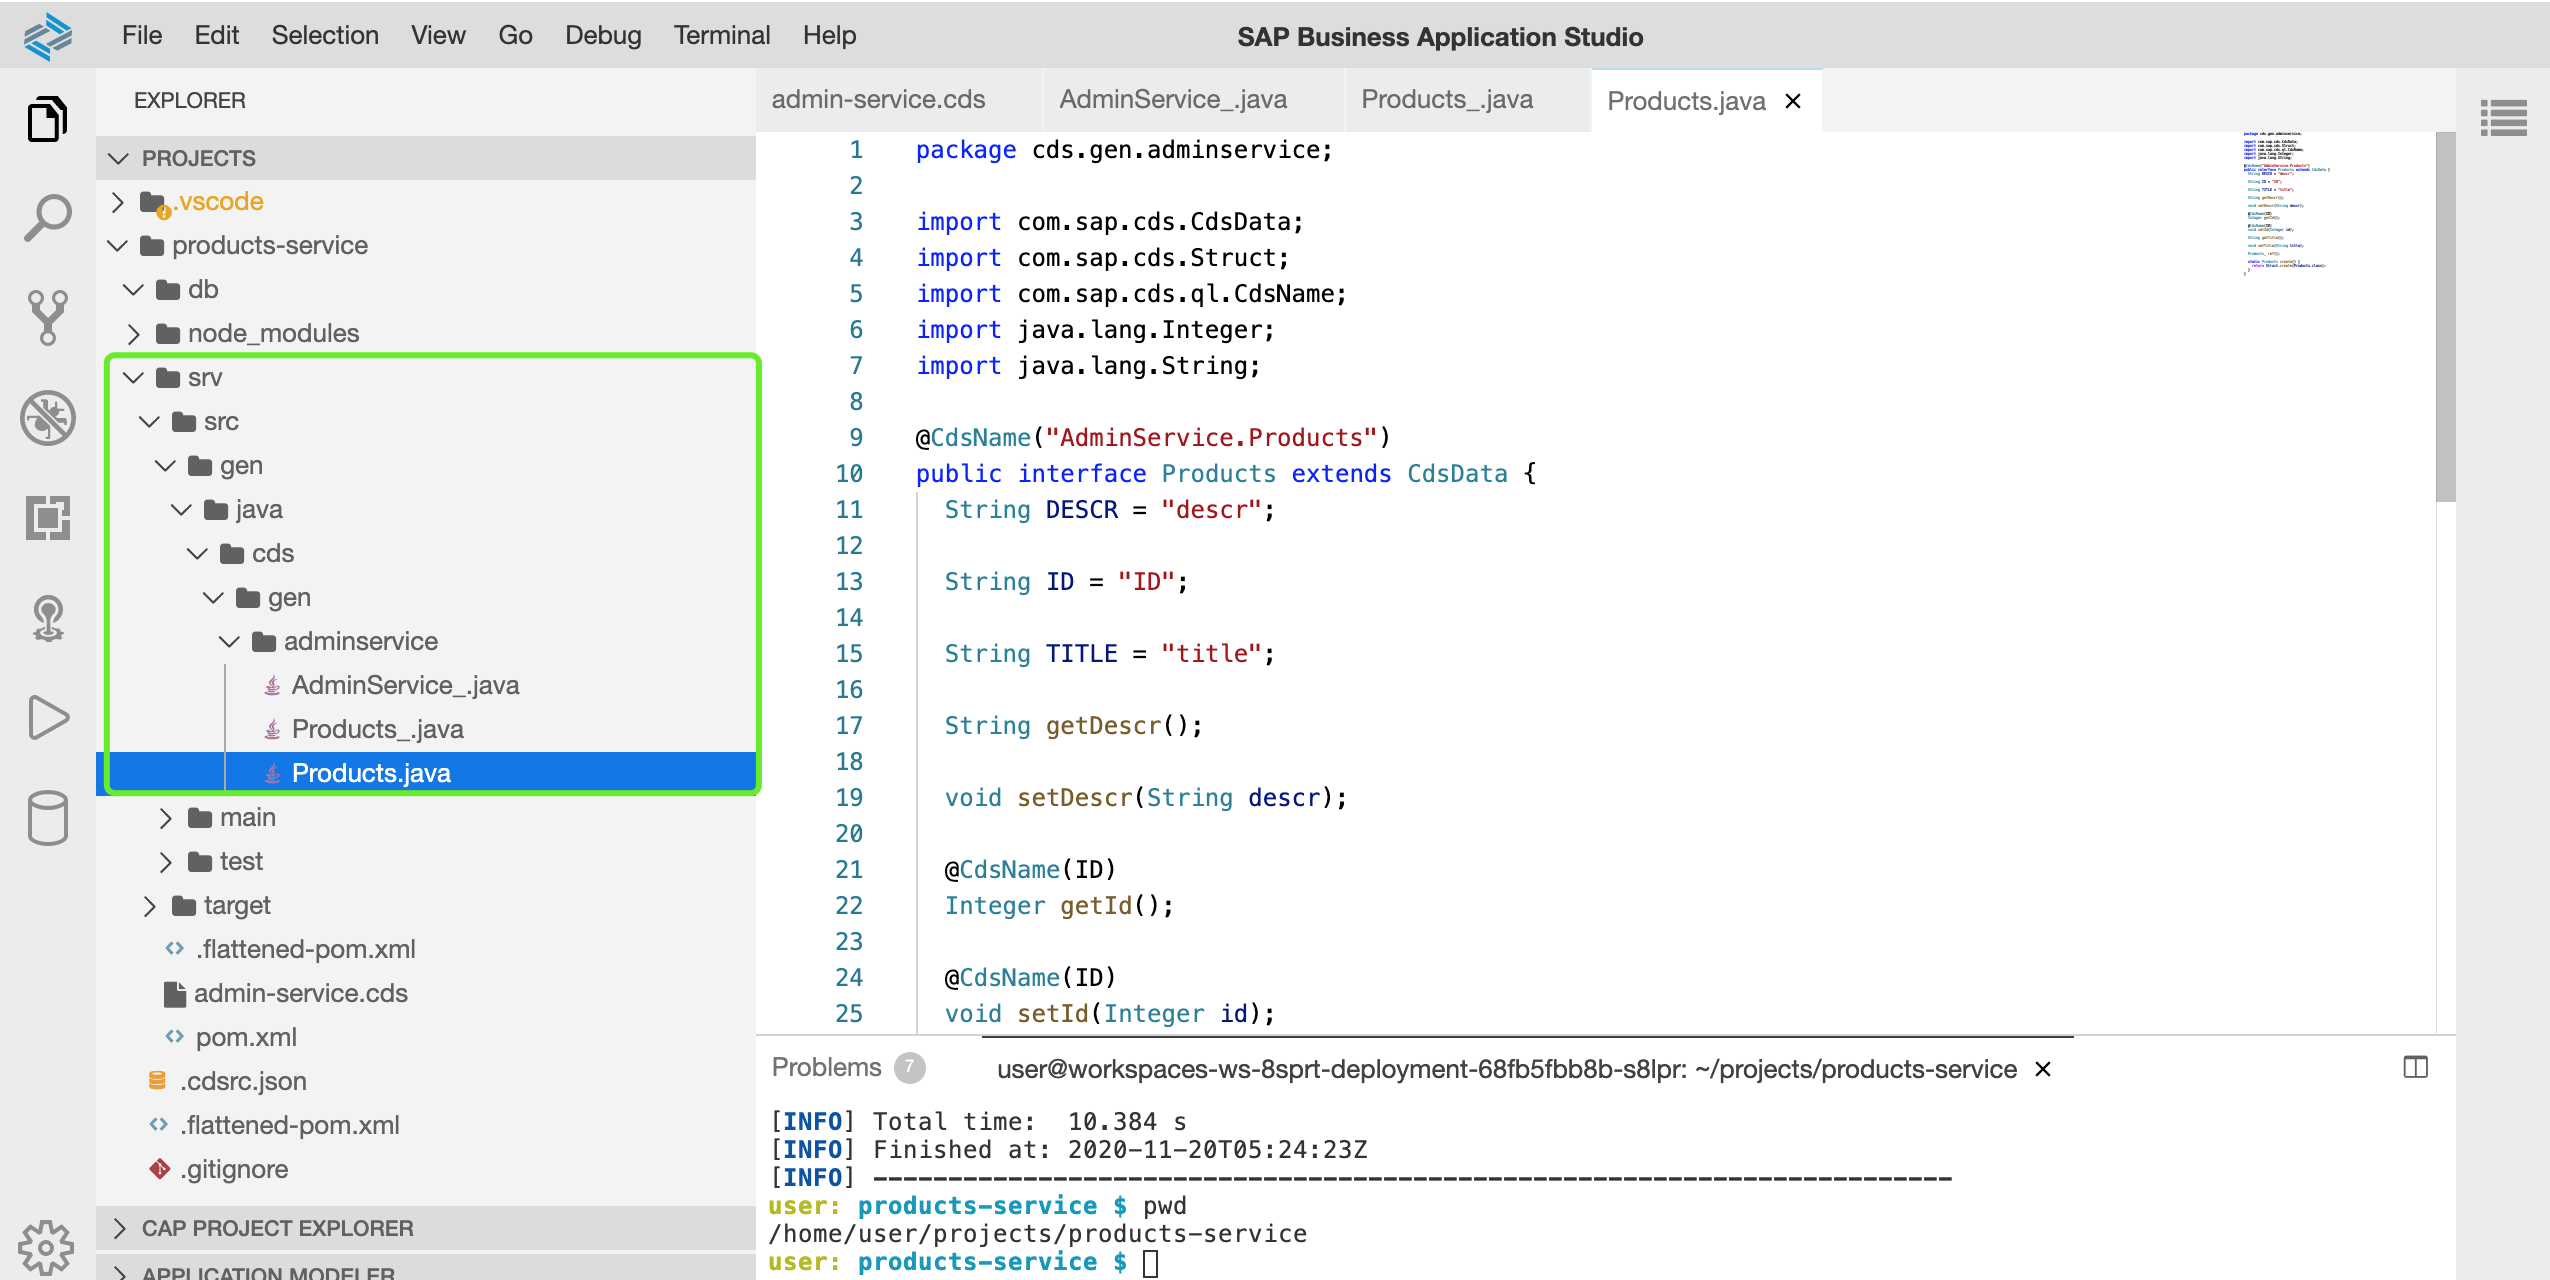 File Edit Selection View Go Debug Terminal Help
SAP Business Application Studio
EXPLORER
PROJECTS
.vscode
products-service
db
node_modules
srv
src
gen
java
cds
gen
adminservice
AdminService_.java
Products_.java
Products.java
main
test
target
.flattened-pom.xml
admin-service.cds
pom.xml
.cdsrc.json
.flattened-pom.xml
.gitignore
CAP PROJECT EXPLORER
APPLICATION MODELER
admin-service.cds AdminService_.java Products_.java Products.java ×
1 package cds.gen.adminservice;
2
3 import com.sap.cds.CdsData;
4 import com.sap.cds.Struct;
5 import com.sap.cds.ql.CdsName;
6 import java.lang.Integer;
7 import java.lang.String;
8
9 @CdsName("AdminService.Products")
10 public interface Products extends CdsData {
11 String DESCR = "descr";
12
13 String ID = "ID";
14
15 String TITLE = "title";
16
17 String getDescr();
18
19 void setDescr(String descr);
20
21 @CdsName(ID)
22 Integer getId();
23
24 @CdsName(ID)
25 void setId(Integer id);
Problems 7 user@workspaces-ws-8sprt-deployment-68fb5fbb8b-s8lpr: ~/projects/products-service ×
[INFO] Total time:  10.384 s
[INFO] Finished at: 2020-11-20T05:24:23Z
[INFO] ------------------------------------------------------------------------
user: products-service $ pwd
/home/user/projects/products-service
user: products-service $